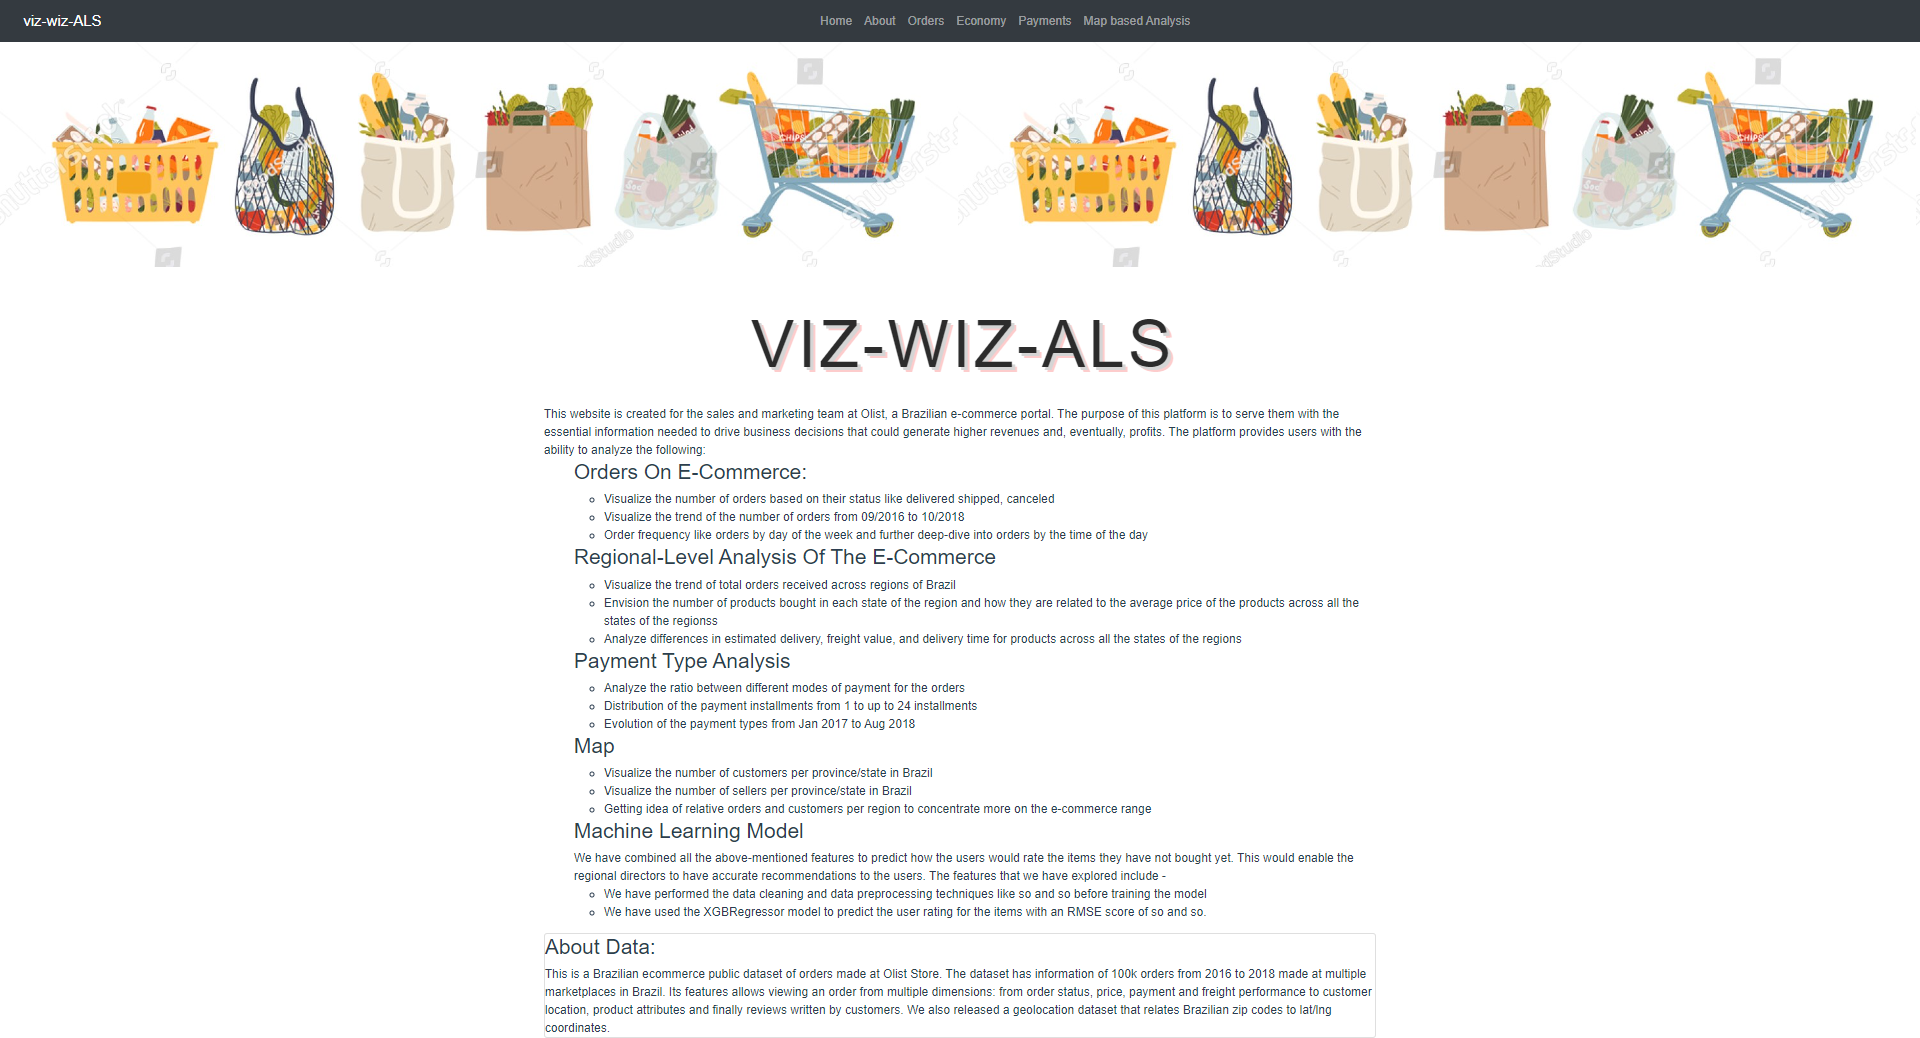 viz-wiz-ALS
Home About Orders Economy Payments Map based Analysis
VIZ-WIZ-ALS
This website is created for the sales and marketing team at Olist, a Brazilian e-commerce portal. The purpose of this platform is to serve them with the
essential information needed to drive business decisions that could generate higher revenues and, eventually, profits. The platform provides users with the
ability to analyze the following:
Orders On E-Commerce:
Visualize the number of orders based on their status like delivered shipped, canceled
Visualize the trend of the number of orders from 09/2016 to 10/2018
Order frequency like orders by day of the week and further deep-dive into orders by the time of the day
Regional-Level Analysis Of The E-Commerce
Visualize the trend of total orders received across regions of Brazil
Envision the number of products bought in each state of the region and how they are related to the average price of the products across all the
states of the regionss
Analyze differences in estimated delivery, freight value, and delivery time for products across all the states of the regions
Payment Type Analysis
Analyze the ratio between different modes of payment for the orders
Distribution of the payment installments from 1 to up to 24 installments
Evolution of the payment types from Jan 2017 to Aug 2018
Map
Visualize the number of customers per province/state in Brazil
Visualize the number of sellers per province/state in Brazil
Getting idea of relative orders and customers per region to concentrate more on the e-commerce range
Machine Learning Model
We have combined all the above-mentioned features to predict how the users would rate the items they have not bought yet. This would enable the
regional directors to have accurate recommendations to the users. The features that we have explored include -
We have performed the data cleaning and data preprocessing techniques like so and so before training the model
We have used the XGBRegressor model to predict the user rating for the items with an RMSE score of so and so.
About Data:
This is a Brazilian ecommerce public dataset of orders made at Olist Store. The dataset has information of 100k orders from 2016 to 2018 made at multiple
marketplaces in Brazil. Its features allows viewing an order from multiple dimensions: from order status, price, payment and freight performance to customer
location, product attributes and finally reviews written by customers. We also released a geolocation dataset that relates Brazilian zip codes to lat/lng
coordinates.